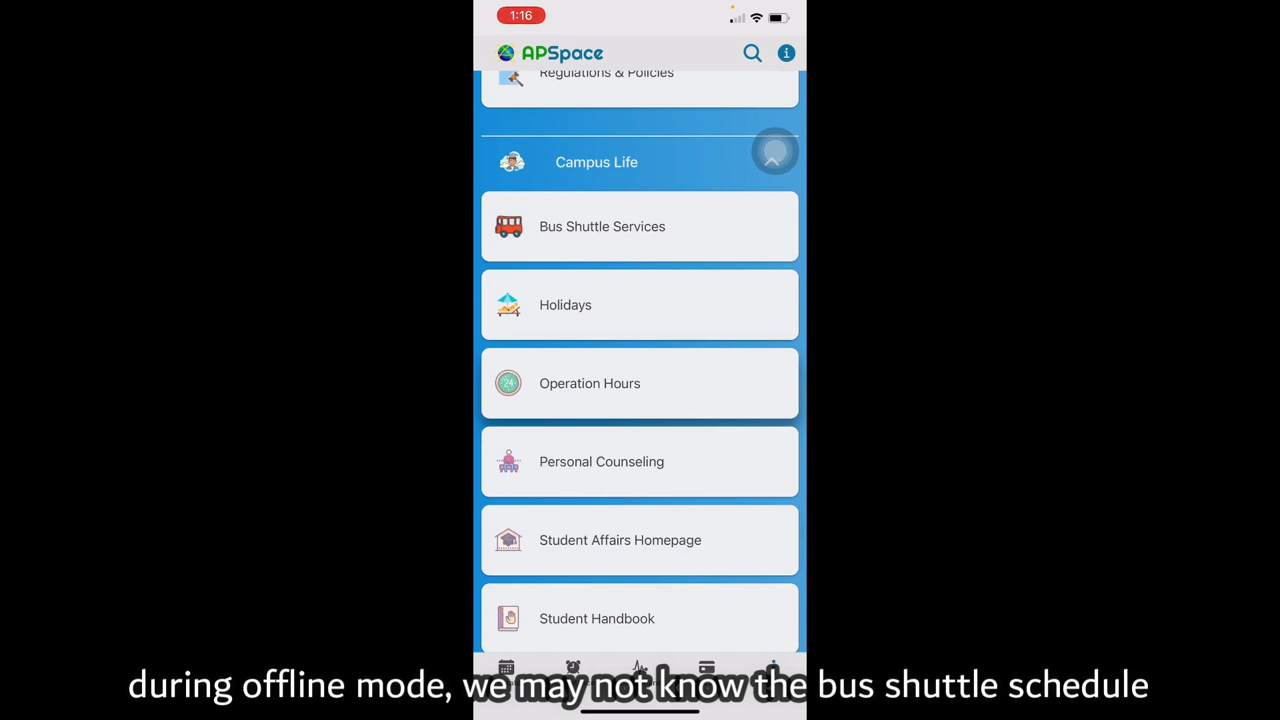 1:16
APSpace
Regulations & Policies
Campus Life
Bus Shuttle Services
Holidays
24
Operation Hours
Personal Counseling
Student Affairs Homepage
Student Handbook
during offline mode, we may not know the bus shuttle schedule